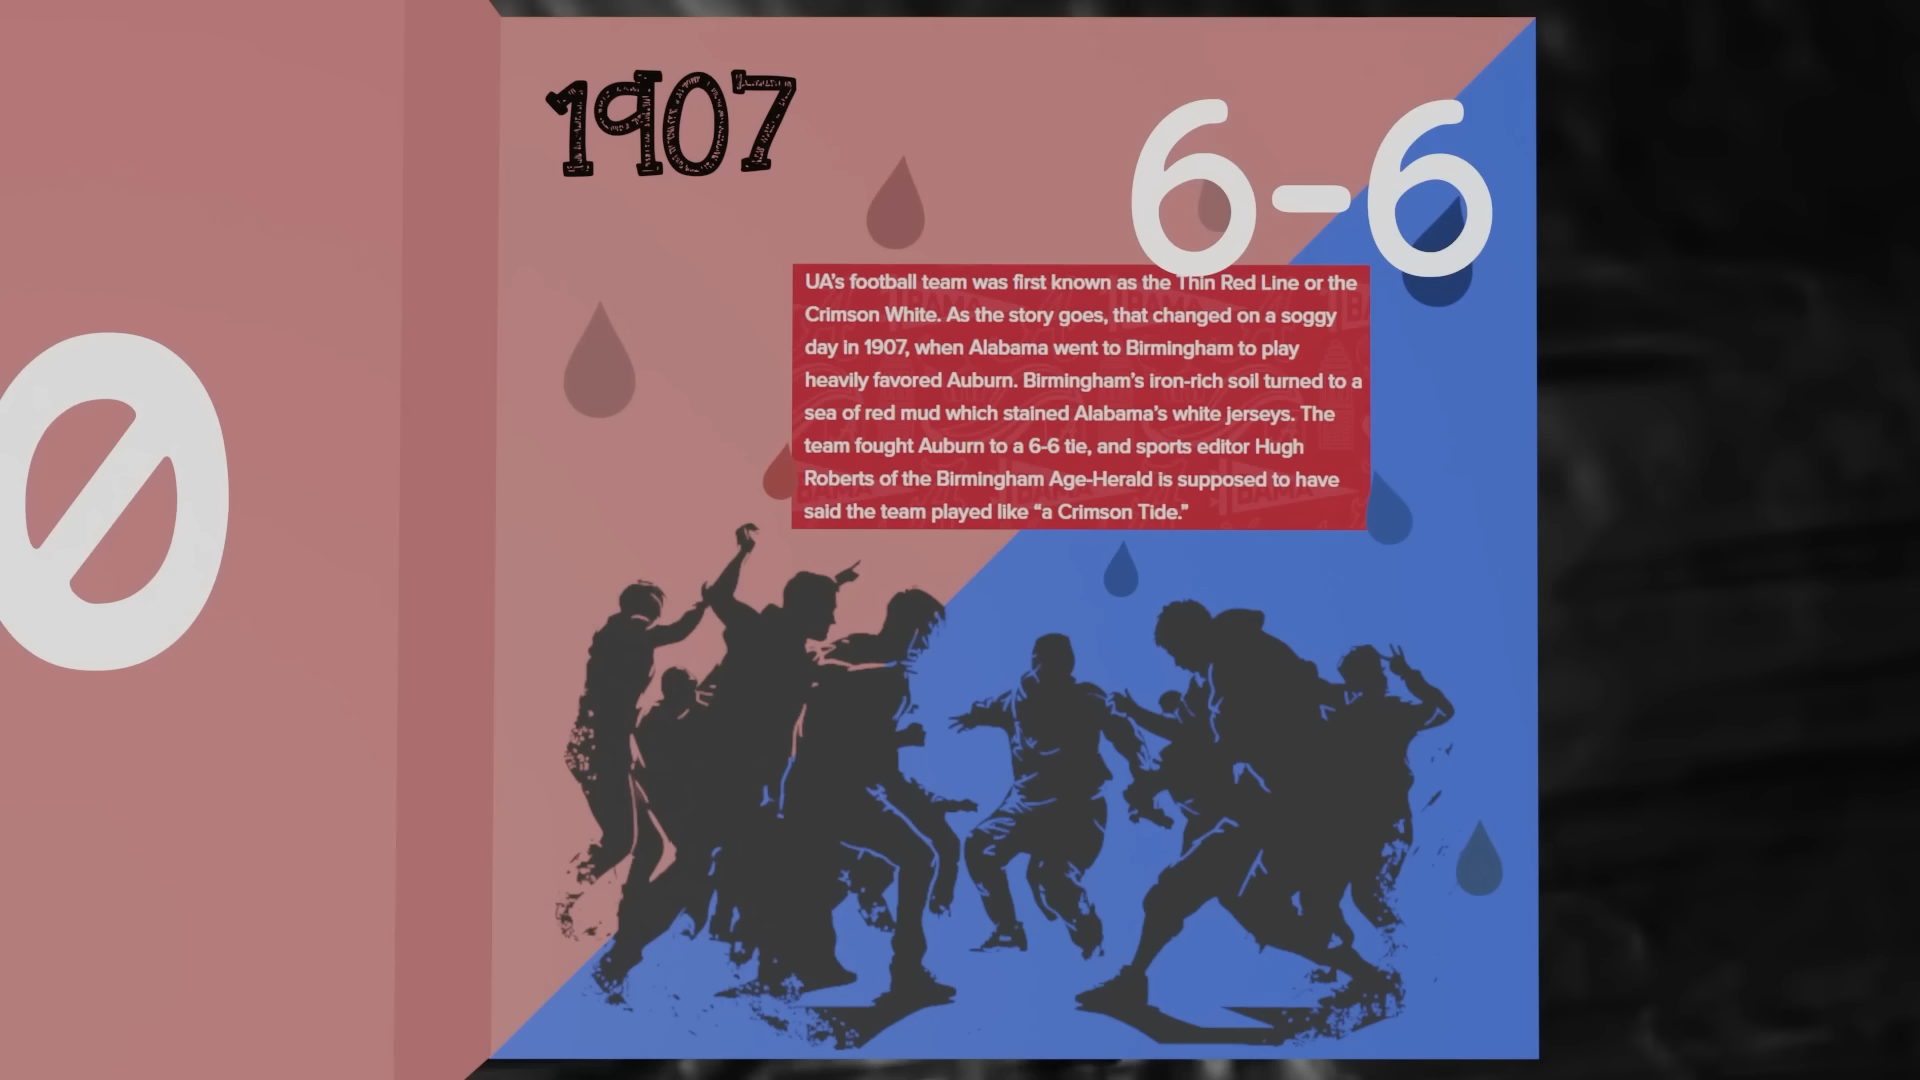 0
1907
6-6
UA's football team was first known as the Thin Red Line or the
Crimson White. As the story goes, that changed on a soggy
day in 1907, when Alabama went to Birmingham to play
heavily favored Auburn. Birmingham's iron-rich soil turned to a
sea of red mud which stained Alabama's white jerseys. The
team fought Auburn to a 6-6 tie, and sports editor Hugh
Roberts of the Birmingham Age-Herald is supposed to have
said the team played like “a Crimson Tide.”